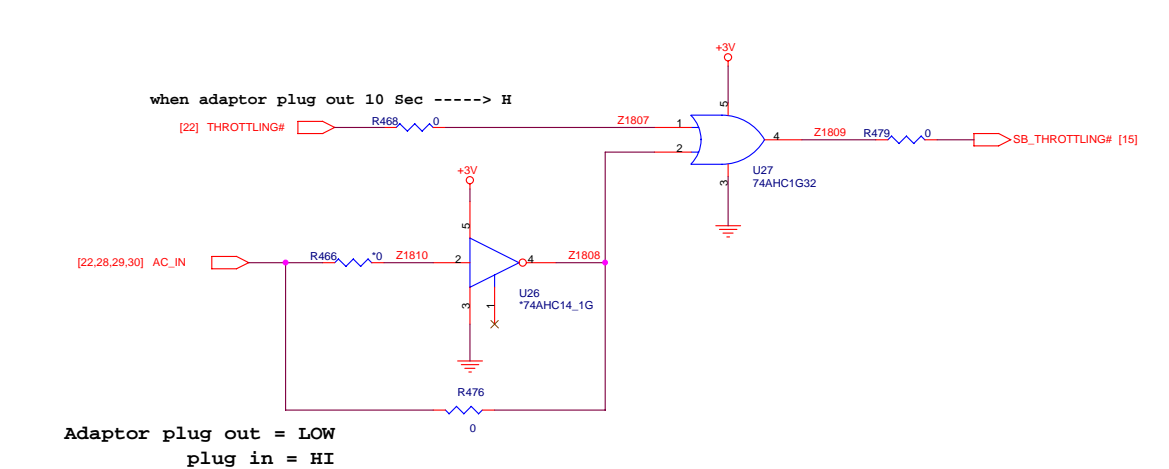 +3V
when adaptor plug out 10 Sec -----> H
[22] THROTTLING#
R468
0
Z1807
1
2
5
4
3
Z1809
R479
0
SB_THROTTLING# [15]
U27
74AHC1G32
+3V
[22,28,29,30] AC_IN
R466
*0
Z1810
2
5
4
3
1
Z1808
U26
*74AHC14_1G
R476
0
Adaptor plug out = LOW
plug in = HI